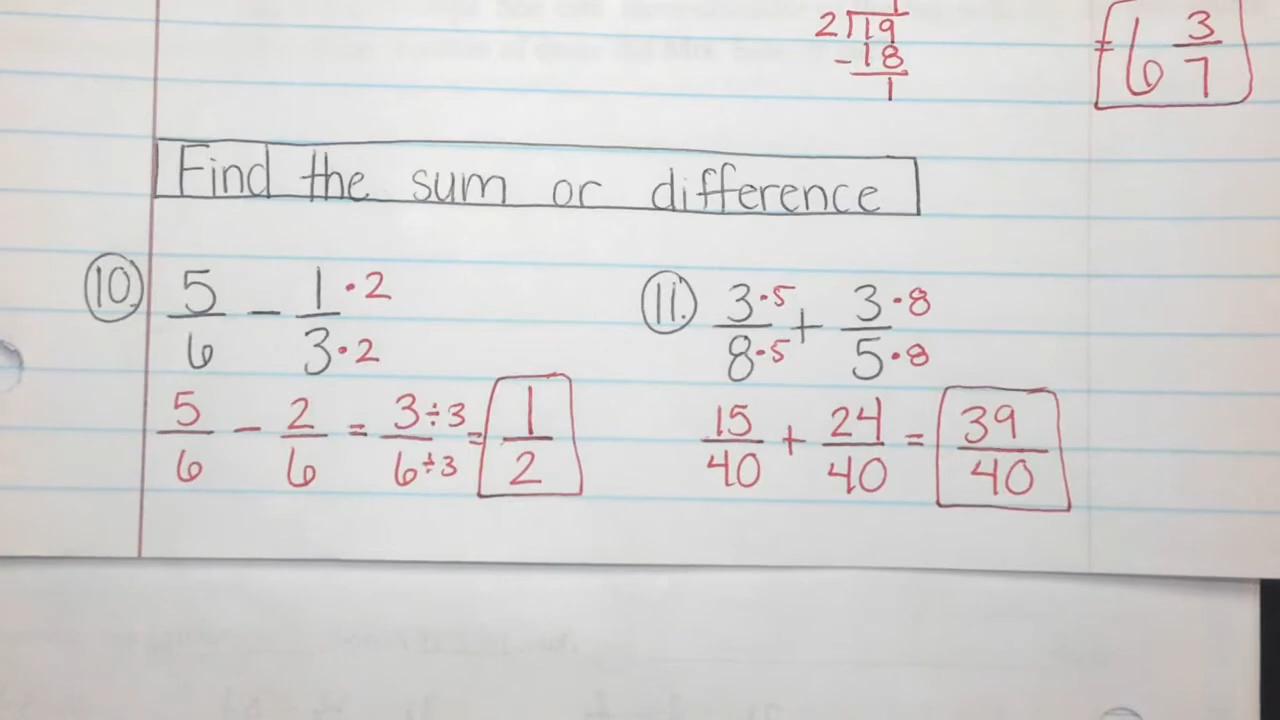 2)19
-18
1
= 6 3/7
Find the sum or difference
10. 5/6 - 1·2/3·2
5/6 - 2/6 = 3÷3/6÷3 = 1/2
11. 3·5/8·5 + 3·8/5·8
15/40 + 24/40 = 39/40